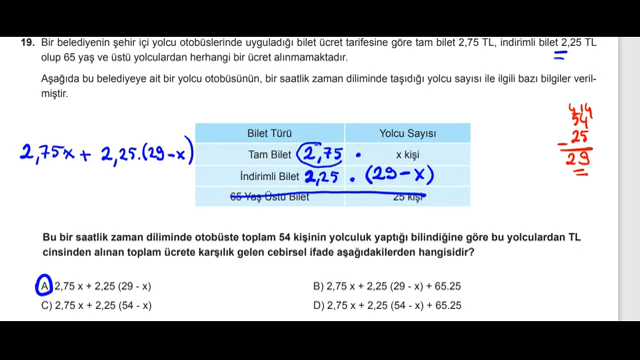 19. Bir belediyenin şehir içi yolcu otobüslerinde uyguladığı bilet ücret tarifesine göre tam bilet 2,75 TL, indirimli bilet 2,25 TL
olup 65 yaş ve üstü yolculardan herhangi bir ücret alınmamaktadır.
Aşağıda bu belediyeye ait bir yolcu otobüsünün, bir saatlik zaman diliminde taşıdığı yolcu sayısı ile ilgili bazı bilgiler veril-
miştir.
414
54
- 25
29
2,75x + 2,25.(29-x)
Bilet Türü Yolcu Sayısı
Tam Bilet 2,75 . x kişi
İndirimli Bilet 2,25 . (29-x)
65 Yaş Üstü Bilet 25 kişi
Bu bir saatlik zaman diliminde otobüste toplam 54 kişinin yolculuk yaptığı bilindiğine göre bu yolculardan TL
cinsinden alınan toplam ücrete karşılık gelen cebirsel ifade aşağıdakilerden hangisidir?
A) 2,75 x + 2,25 (29 - x) B) 2,75 x + 2,25 (29 - x) + 65.25
C) 2,75 x + 2,25 (54 - x) D) 2,75 x + 2,25 (54 - x) + 65.25